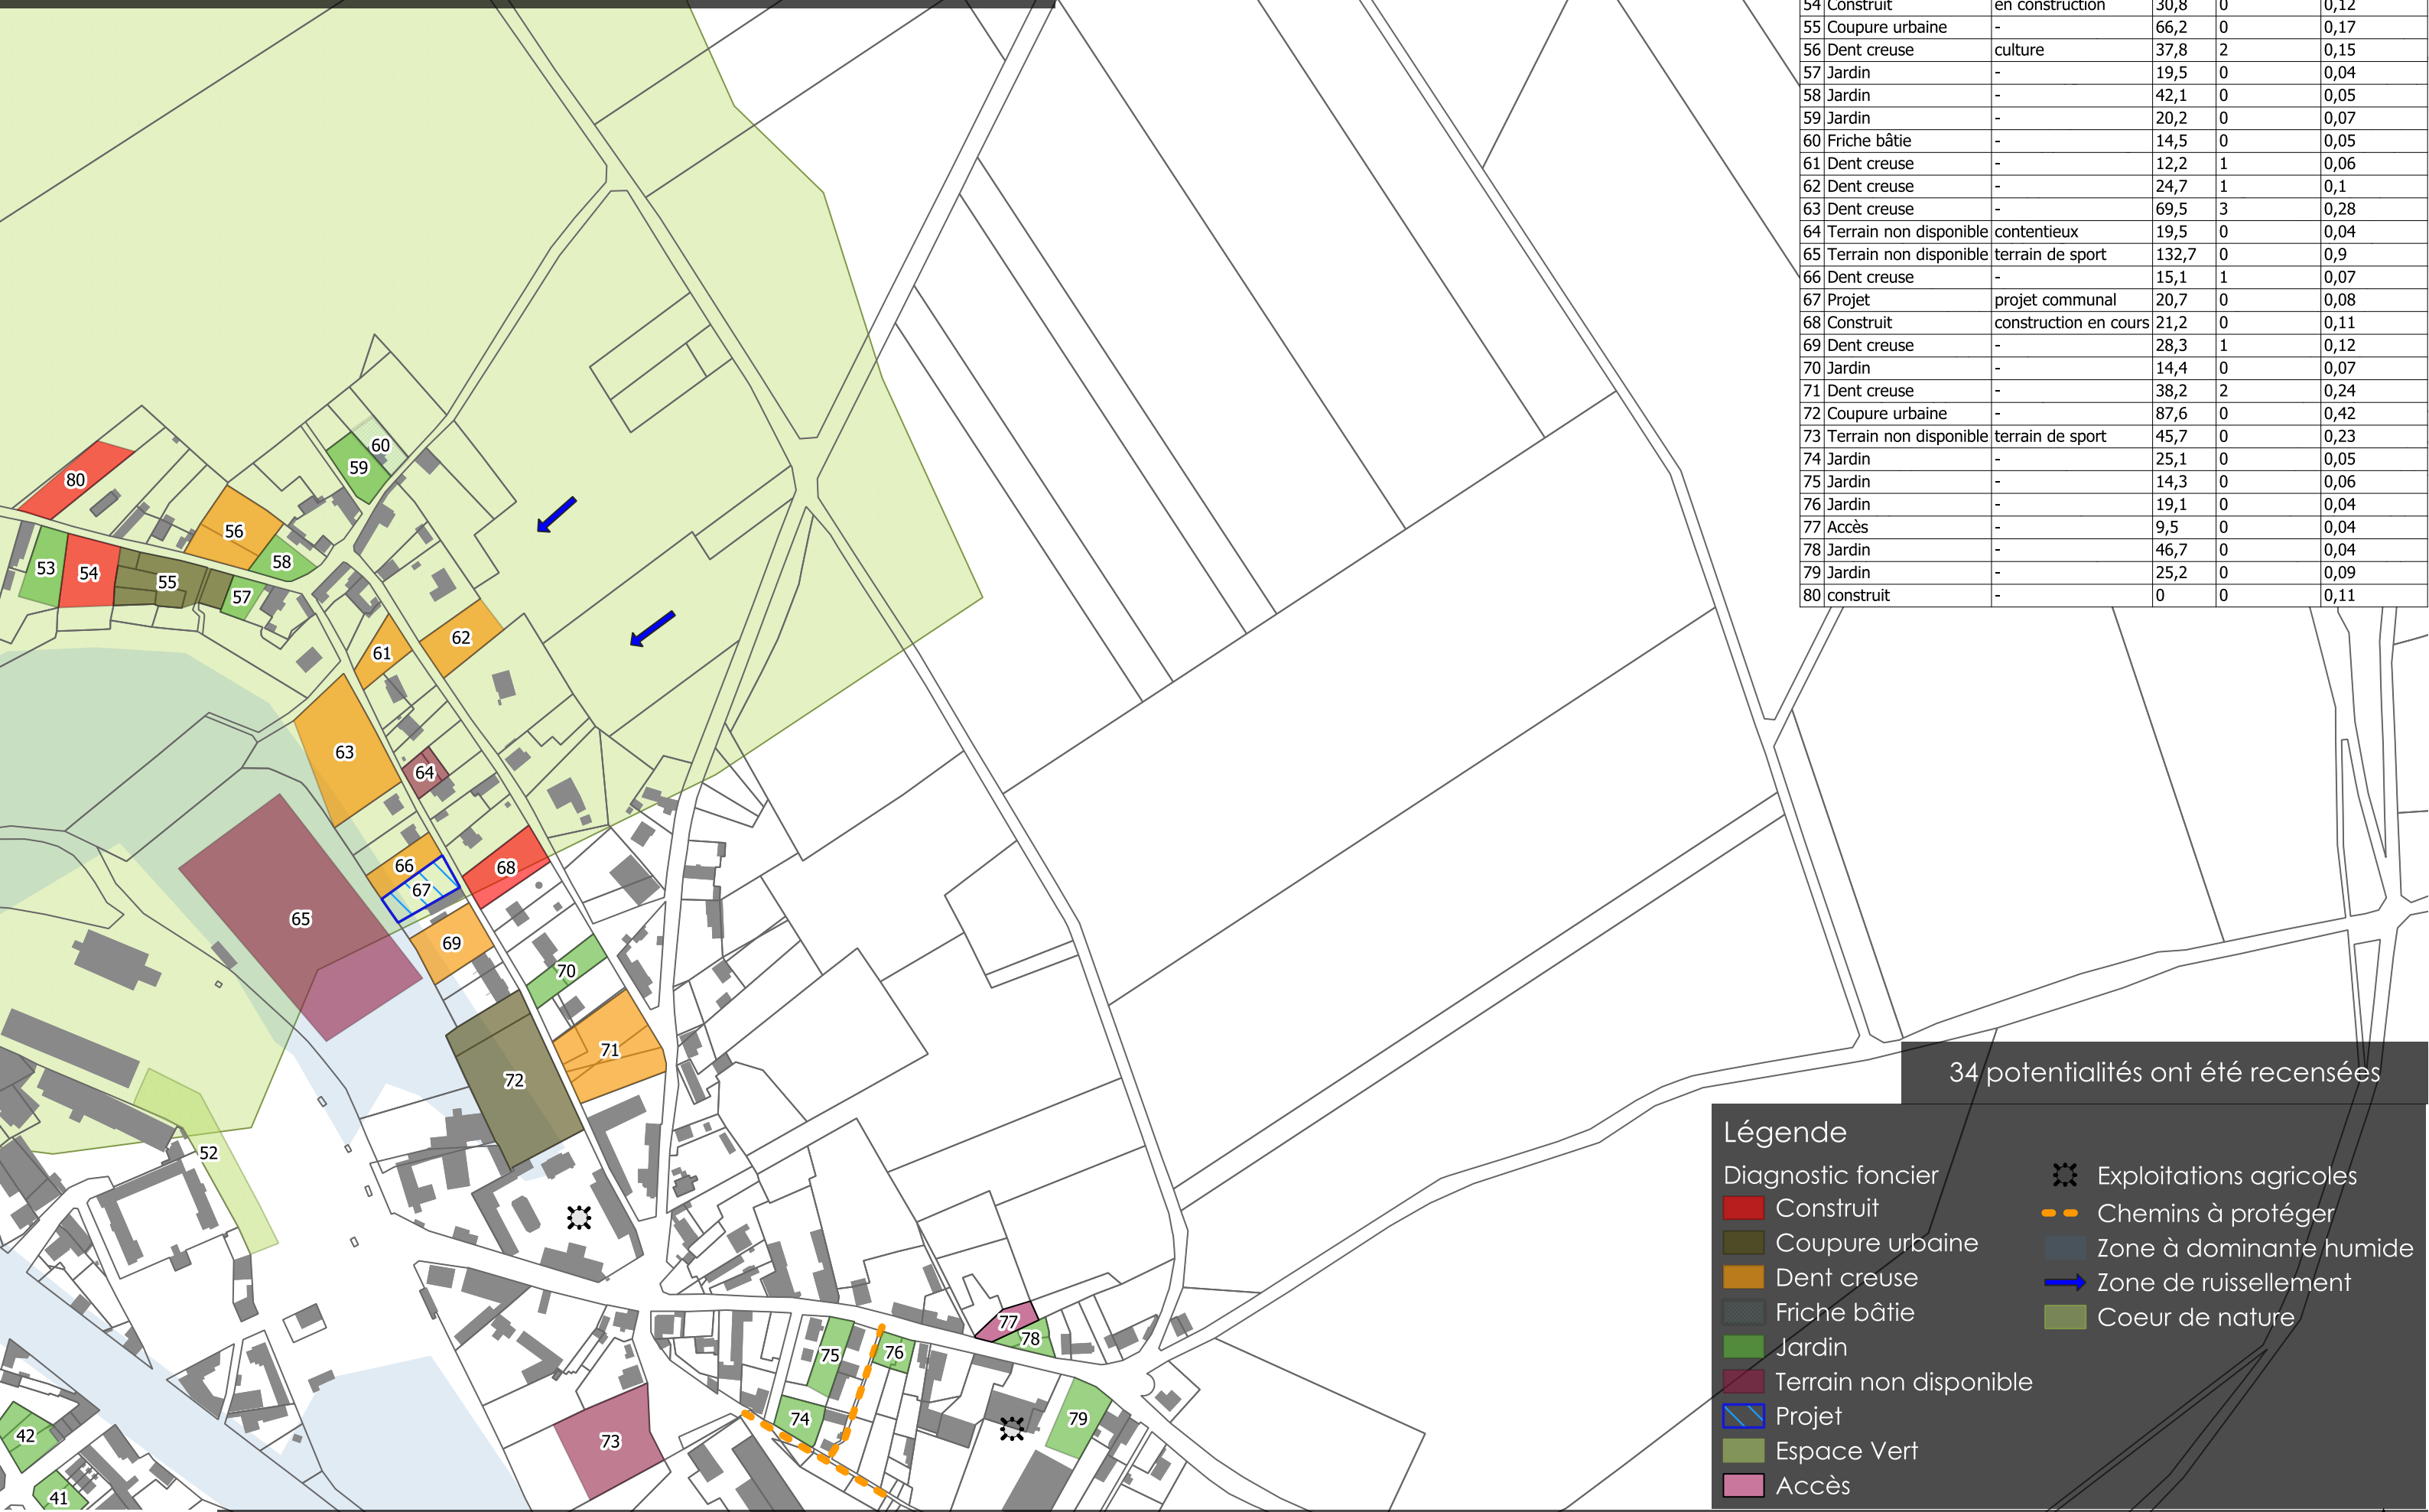 54 Construit en construction 30,8 0 0,12
55 Coupure urbaine - 66,2 0 0,17
56 Dent creuse culture 37,8 2 0,15
57 Jardin - 19,5 0 0,04
58 Jardin - 42,1 0 0,05
59 Jardin - 20,2 0 0,07
60 Friche bâtie - 14,5 0 0,05
61 Dent creuse - 12,2 1 0,06
62 Dent creuse - 24,7 1 0,1
63 Dent creuse - 69,5 3 0,28
64 Terrain non disponible contentieux 19,5 0 0,04
65 Terrain non disponible terrain de sport 132,7 0 0,9
66 Dent creuse - 15,1 1 0,07
67 Projet projet communal 20,7 0 0,08
68 Construit construction en cours 21,2 0 0,11
69 Dent creuse - 28,3 1 0,12
70 Jardin - 14,4 0 0,07
71 Dent creuse - 38,2 2 0,24
72 Coupure urbaine - 87,6 0 0,42
73 Terrain non disponible terrain de sport 45,7 0 0,23
74 Jardin - 25,1 0 0,05
75 Jardin - 14,3 0 0,06
76 Jardin - 19,1 0 0,04
77 Accès - 9,5 0 0,04
78 Jardin - 46,7 0 0,04
79 Jardin - 25,2 0 0,09
80 construit - 0 0 0,11
60
59
80
56
58
53
54
55
57
62
61
63
64
66
68
67
65
69
70
71
72
52
77
78
75
76
74
79
73
42
41
34 potentialités ont été recensées
Légende
Diagnostic foncier
Construit
Coupure urbaine
Dent creuse
Friche bâtie
Jardin
Terrain non disponible
Projet
Espace Vert
Accès
Exploitations agricoles
Chemins à protéger
Zone à dominante humide
Zone de ruissellement
Coeur de nature